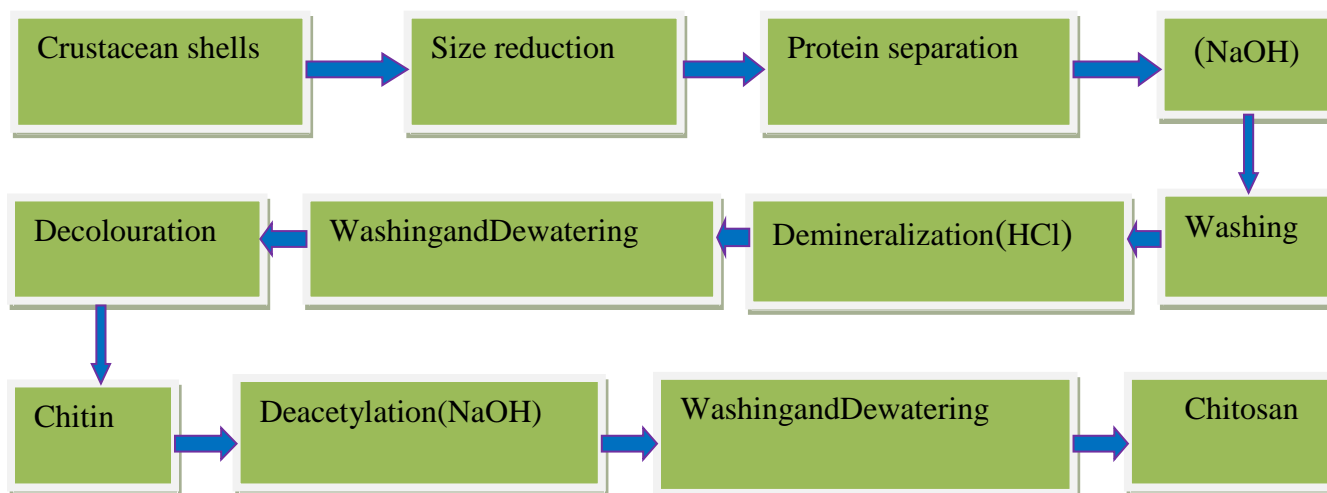 Crustacean shells
Size reduction
Protein separation
(NaOH)
Washing
Demineralization(HCl)
WashingandDewatering
Decolouration
Chitin
Deacetylation(NaOH)
WashingandDewatering
Chitosan